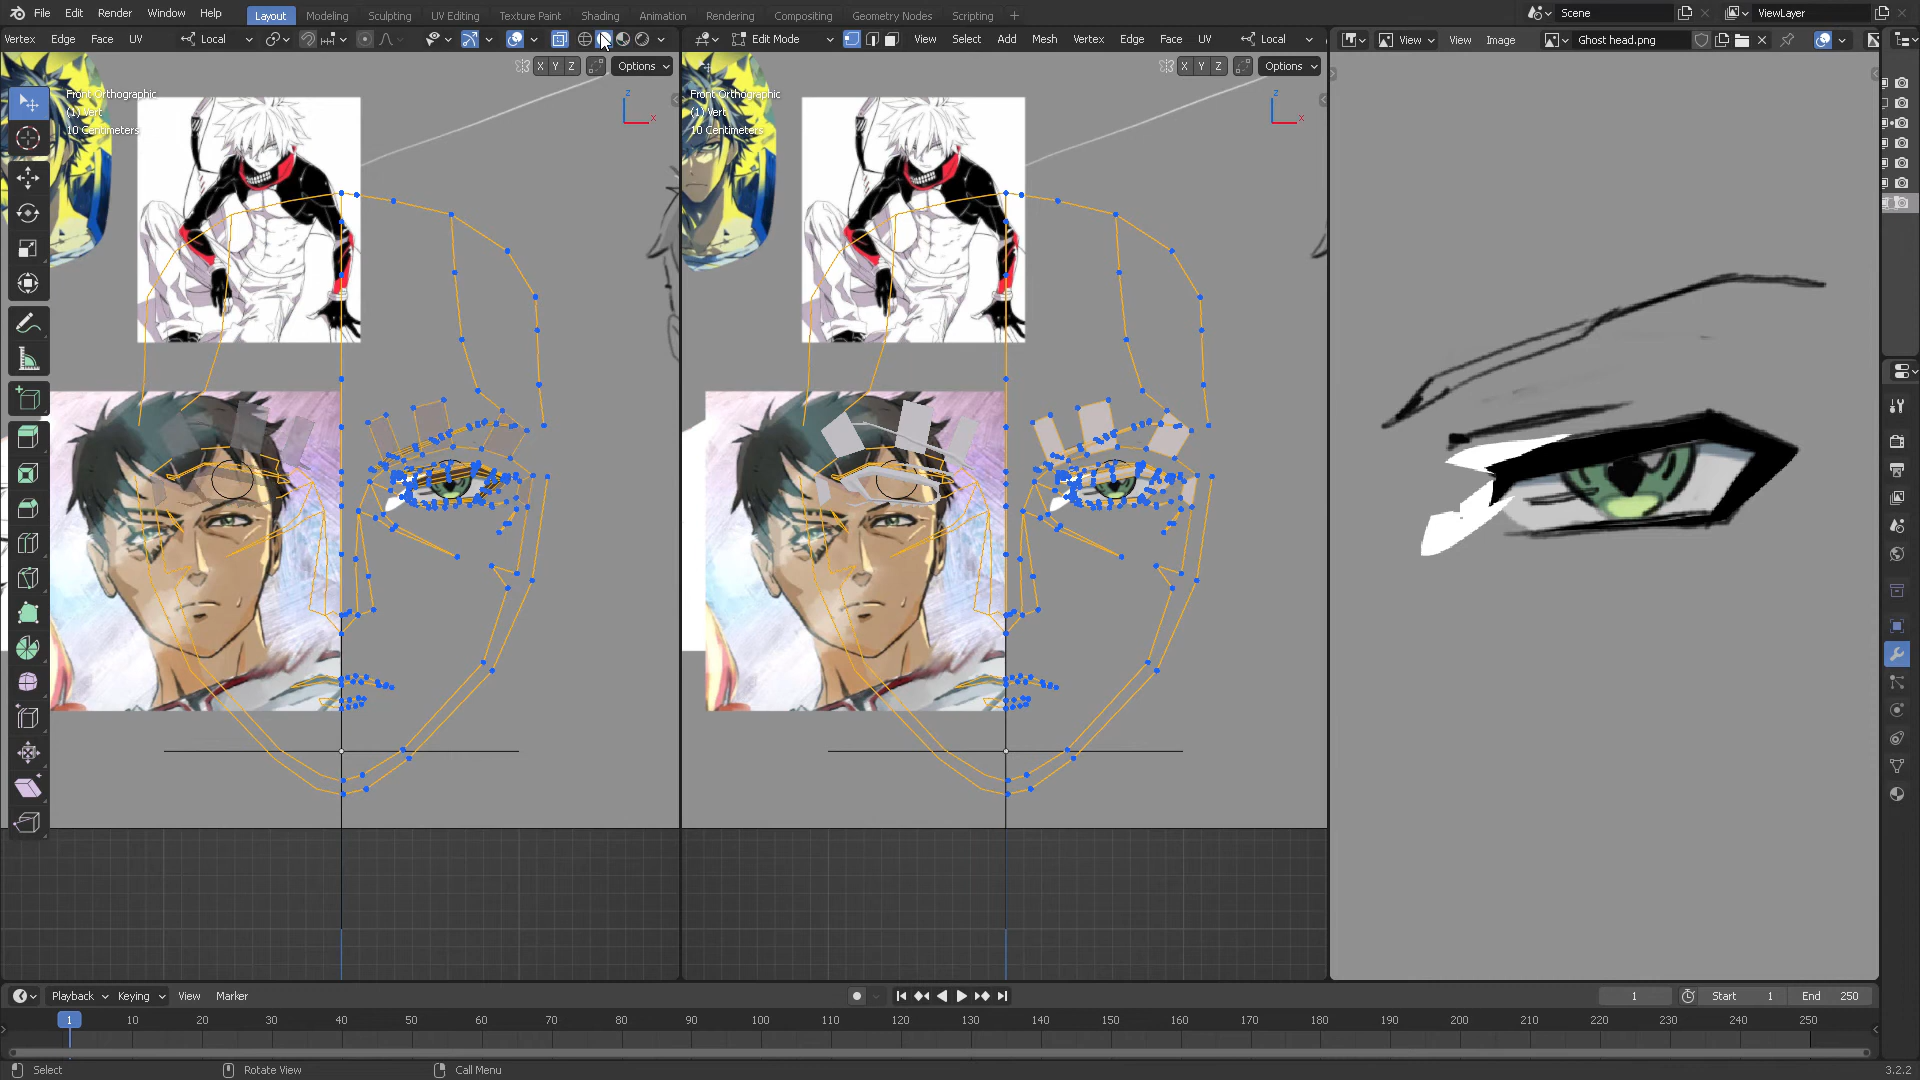 File Edit Render Window Help
Layout Modeling Sculpting UV Editing Texture Paint Shading Animation Rendering Compositing Geometry Nodes Scripting +
Scene
ViewLayer
Vertex Edge Face UV Local
Edit Mode View Select Add Mesh Vertex Edge Face UV Local
View View Image Ghost head.png
X Y Z Options
X Y Z Options
Front Orthographic
(1) Vert
10 Centimeters
Front Orthographic
(1) Vert
10 Centimeters
Z
X
Z
X
Playback Keying View Marker
1 Start 1 End 250
1 10 20 30 40 50 60 70 80 90 100 110 120 130 140 150 160 170 180 190 200 210 220 230 240 250
Select Rotate View Call Menu 3.2.2